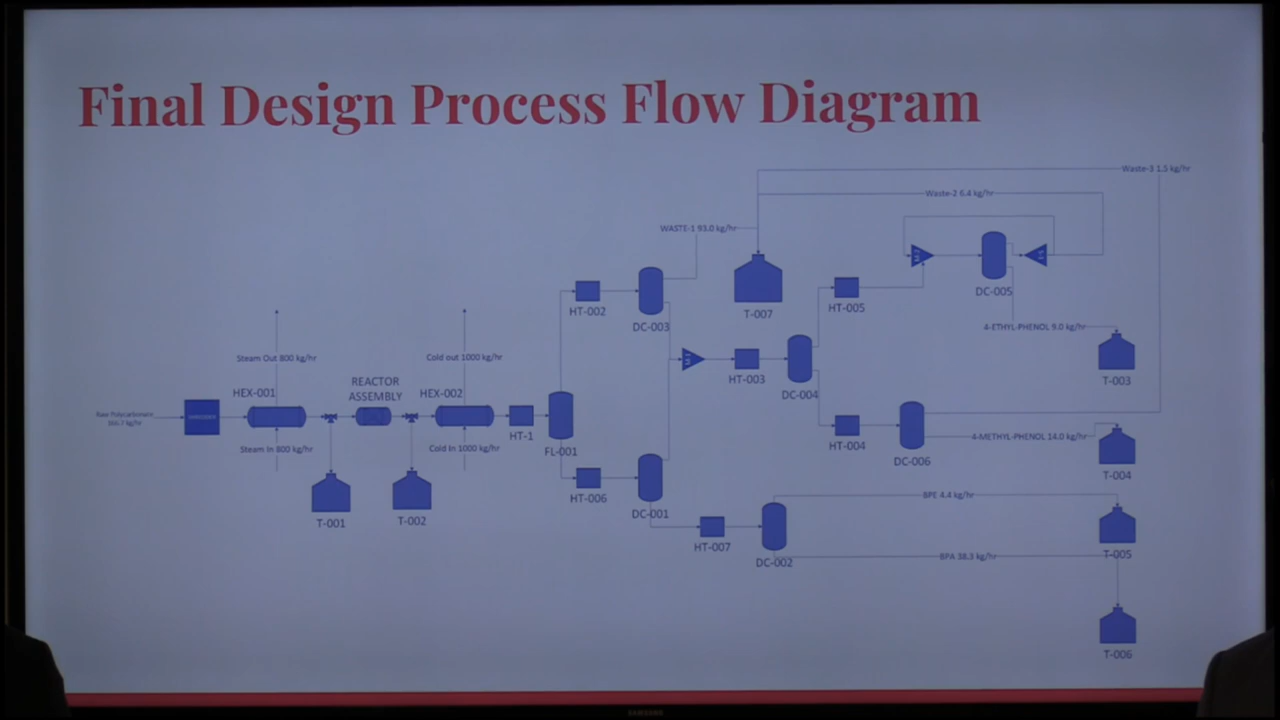 Final Design Process Flow Diagram
Waste-3 1.5 kg/hr
Waste-2 6.4 kg/hr
WASTE-1 93.0 kg/hr
HT-002
DC-003
T-007
HT-005
DC-005
4-ETHYL-PHENOL 9.0 kg/hr
T-003
Steam Out 800 kg/hr
Cold out 1000 kg/hr
HT-003
DC-004
HEX-001
REACTOR
ASSEMBLY
HEX-002
Raw Polycarbonate
kg/hr
HT-1
FL-001
Steam In 800 kg/hr
Cold In 1000 kg/hr
HT-004
DC-006
4-METHYL-PHENOL 14.0 kg/hr
T-004
T-001
T-002
HT-006
DC-001
BPE 4.4 kg/hr
HT-007
DC-002
T-005
BPA 38.3 kg/hr
T-006
SAMSUNG